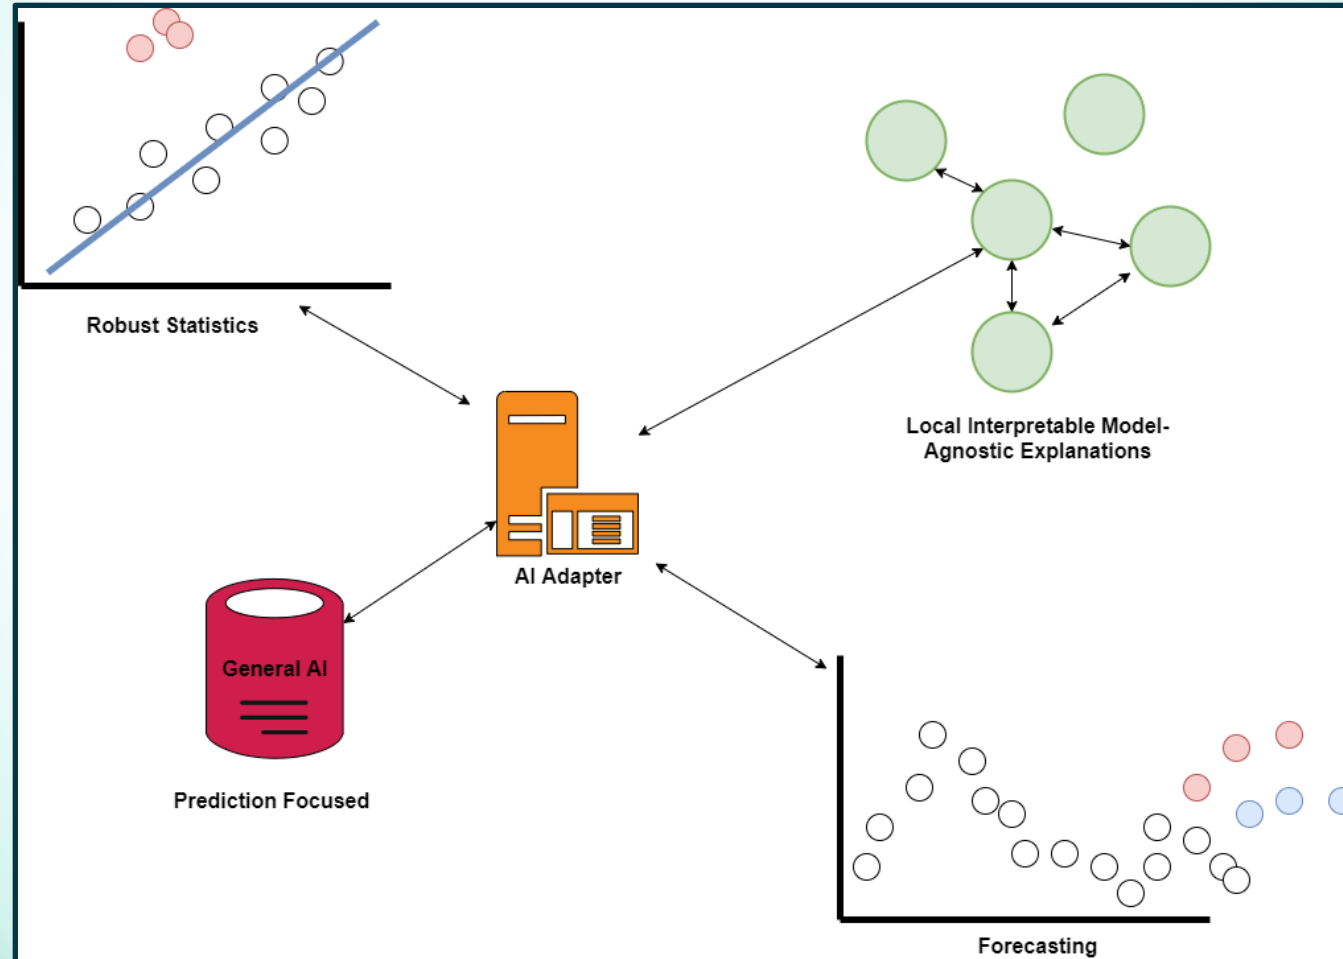 Robust Statistics
Local Interpretable Model-
Agnostic Explanations
AI Adapter
General AI
Prediction Focused
Forecasting